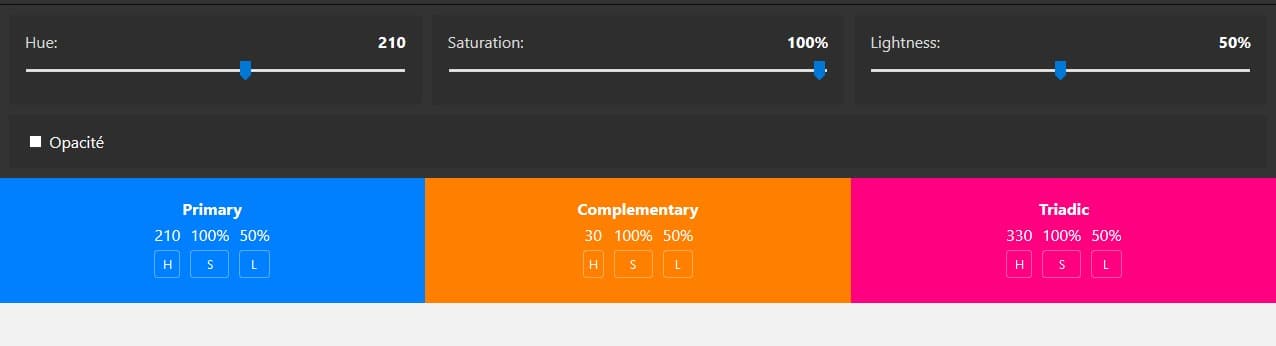 Hue: 210
Saturation: 100%
Lightness: 50%
Opacité
Primary
210 100% 50%
H S L
Complementary
30 100% 50%
H S L
Triadic
330 100% 50%
H S L